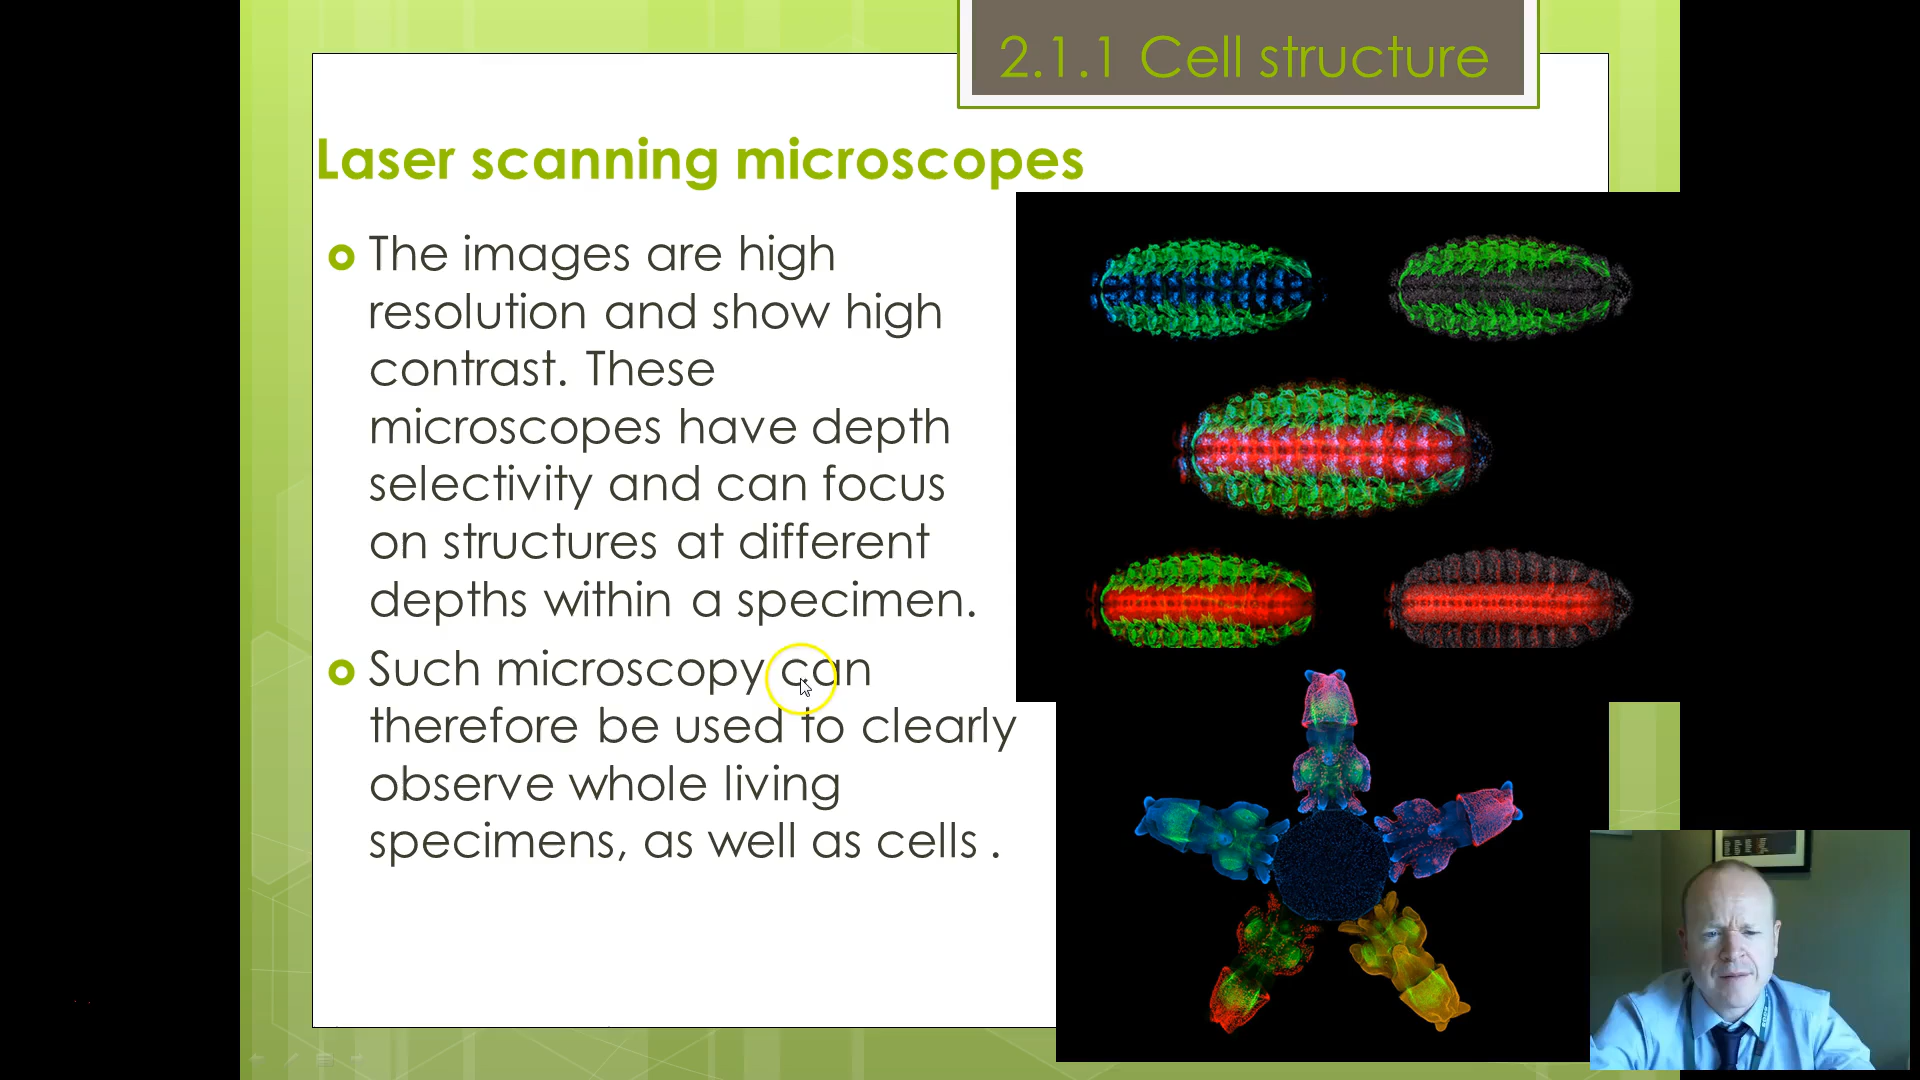 2.1.1 Cell structure
Laser scanning microscopes
The images are high
resolution and show high
contrast. These
microscopes have depth
selectivity and can focus
on structures at different
depths within a specimen.
Such microscopy can
therefore be used to clearly
observe whole living
specimens, as well as cells .